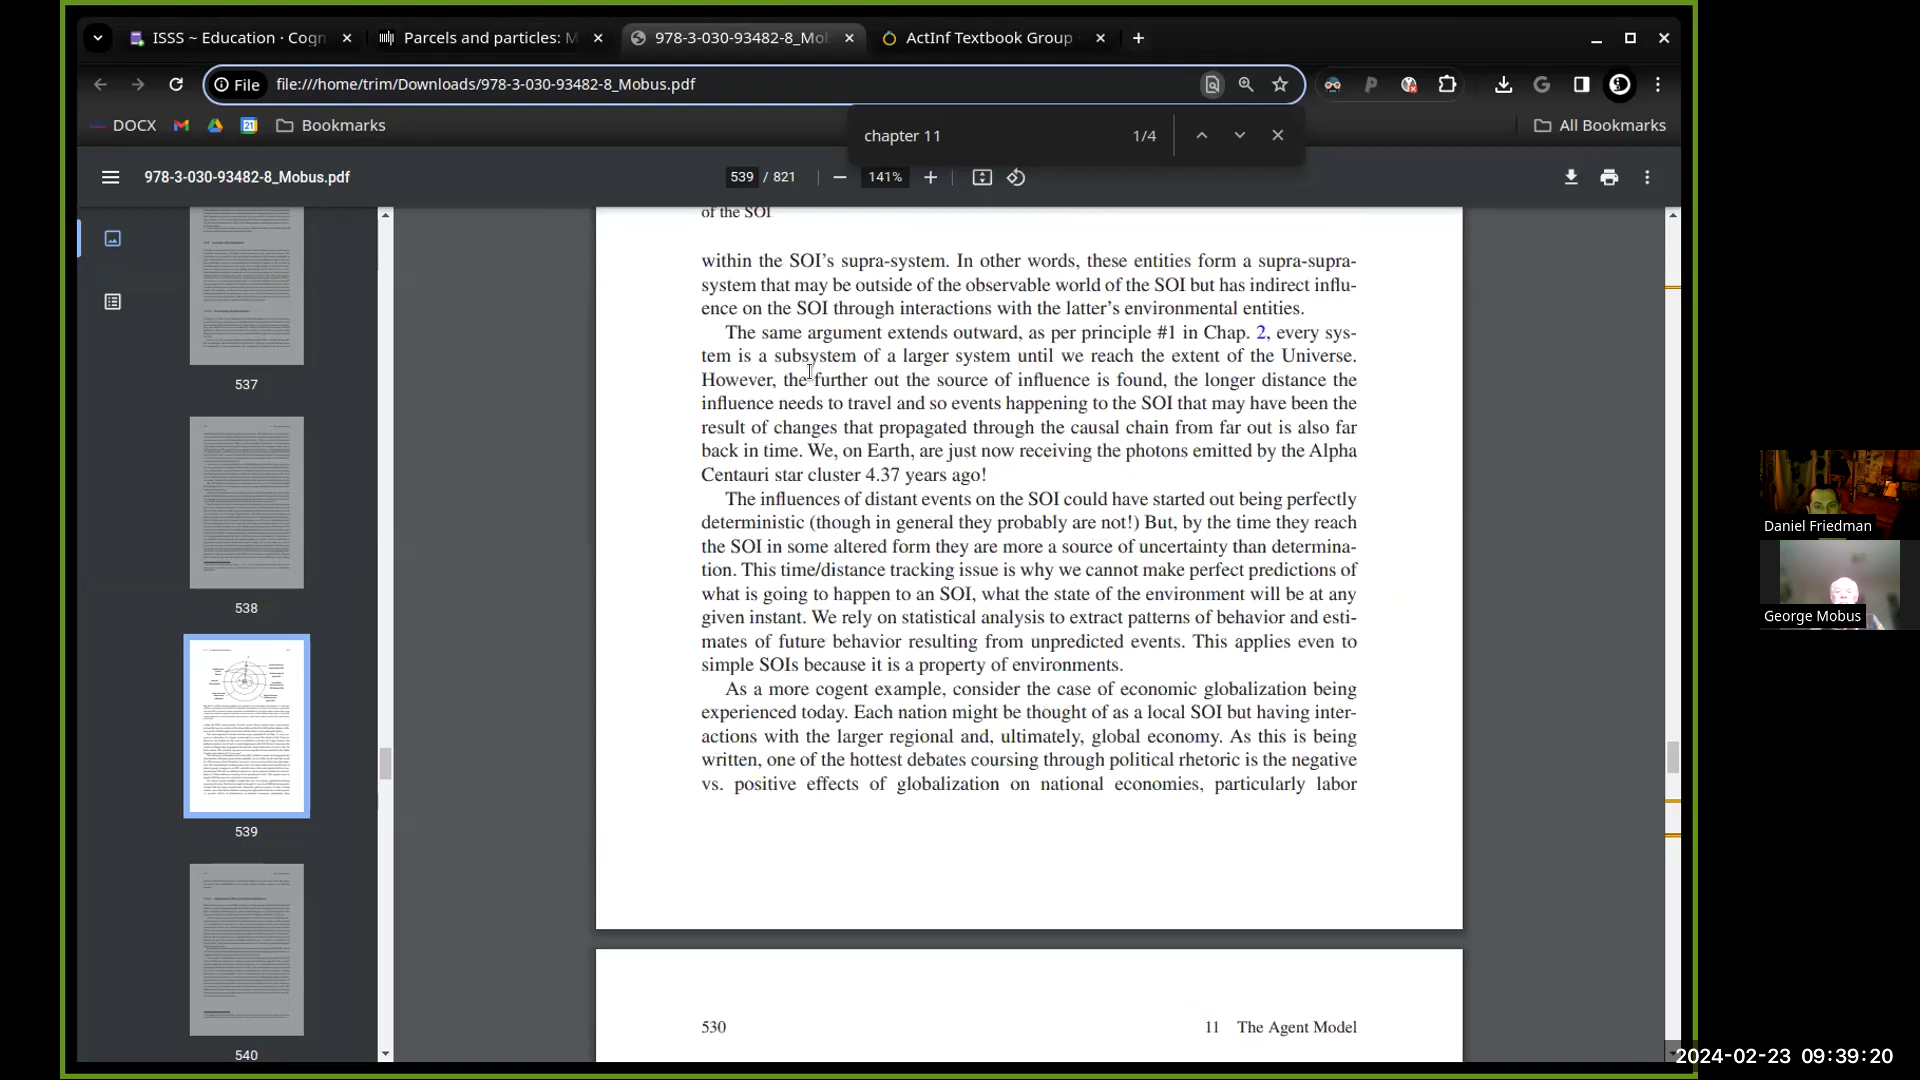 ISSS ~ Education · Cogn
Parcels and particles: M
978-3-030-93482-8_Mob
ActInf Textbook Group
File
file:///home/trim/Downloads/978-3-030-93482-8_Mobus.pdf
DOCX
Bookmarks
All Bookmarks
chapter 11
1/4
978-3-030-93482-8_Mobus.pdf
539 / 821
141%
of the SOI
within the SOI's supra-system. In other words, these entities form a supra-supra-
system that may be outside of the observable world of the SOI but has indirect influ-
ence on the SOI through interactions with the latter's environmental entities.
The same argument extends outward, as per principle #1 in Chap. 2, every sys-
tem is a subsystem of a larger system until we reach the extent of the Universe.
However, the further out the source of influence is found, the longer distance the
influence needs to travel and so events happening to the SOI that may have been the
result of changes that propagated through the causal chain from far out is also far
back in time. We, on Earth, are just now receiving the photons emitted by the Alpha
Centauri star cluster 4.37 years ago!
The influences of distant events on the SOI could have started out being perfectly
deterministic (though in general they probably are not!) But, by the time they reach
the SOI in some altered form they are more a source of uncertainty than determina-
tion. This time/distance tracking issue is why we cannot make perfect predictions of
what is going to happen to an SOI, what the state of the environment will be at any
given instant. We rely on statistical analysis to extract patterns of behavior and esti-
mates of future behavior resulting from unpredicted events. This applies even to
simple SOIs because it is a property of environments.
As a more cogent example, consider the case of economic globalization being
experienced today. Each nation might be thought of as a local SOI but having inter-
actions with the larger regional and, ultimately, global economy. As this is being
written, one of the hottest debates coursing through political rhetoric is the negative
vs. positive effects of globalization on national economies, particularly labor
530
11 The Agent Model
537
538
539
540
Daniel Friedman
George Mobus
2024-02-23 09:39:20